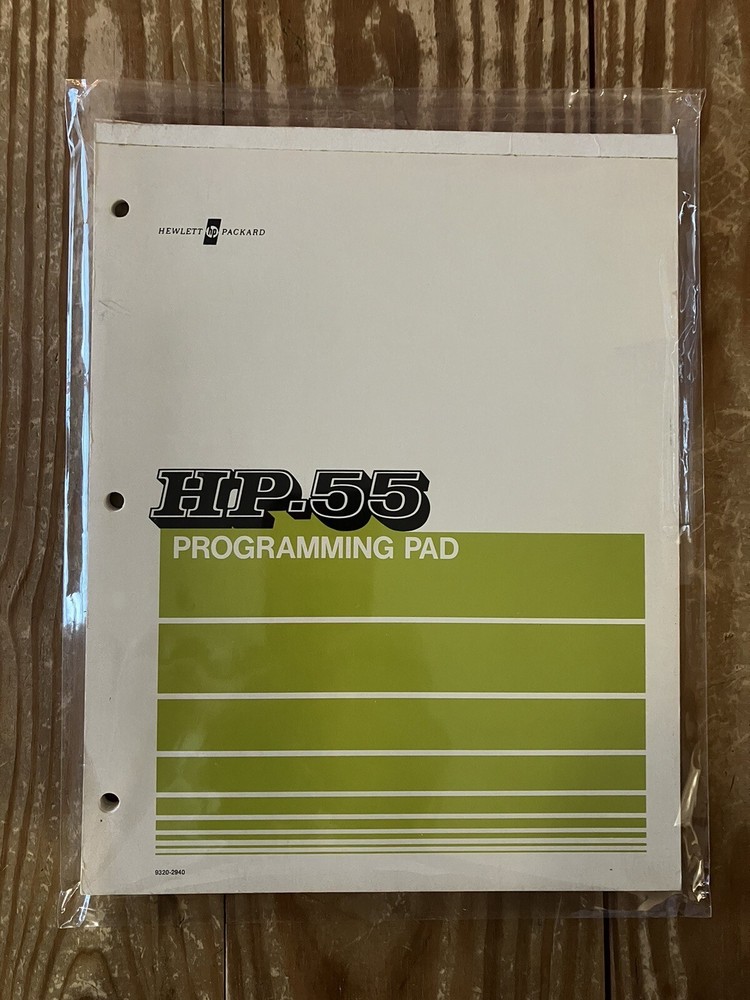 HEWLETT hp PACKARD
HP-55
PROGRAMMING PAD
9320-2940